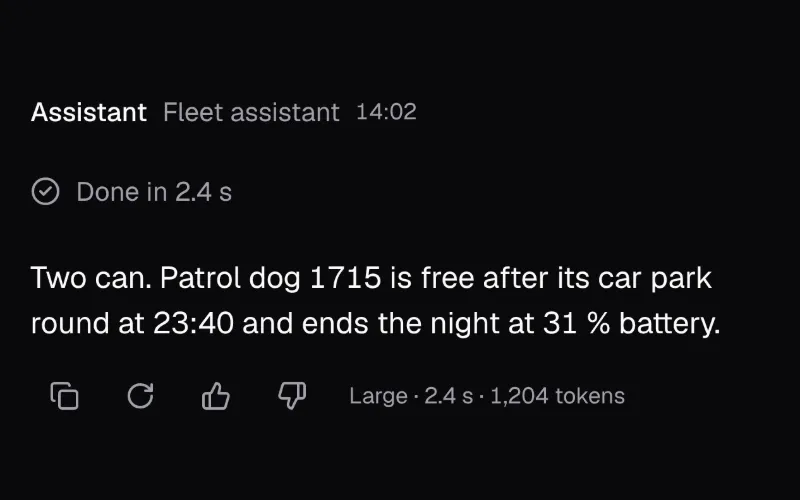 Assistant Fleet assistant 14:02
Done in 2.4 s
Two can. Patrol dog 1715 is free after its car park
round at 23:40 and ends the night at 31 % battery.
Large · 2.4 s · 1,204 tokens